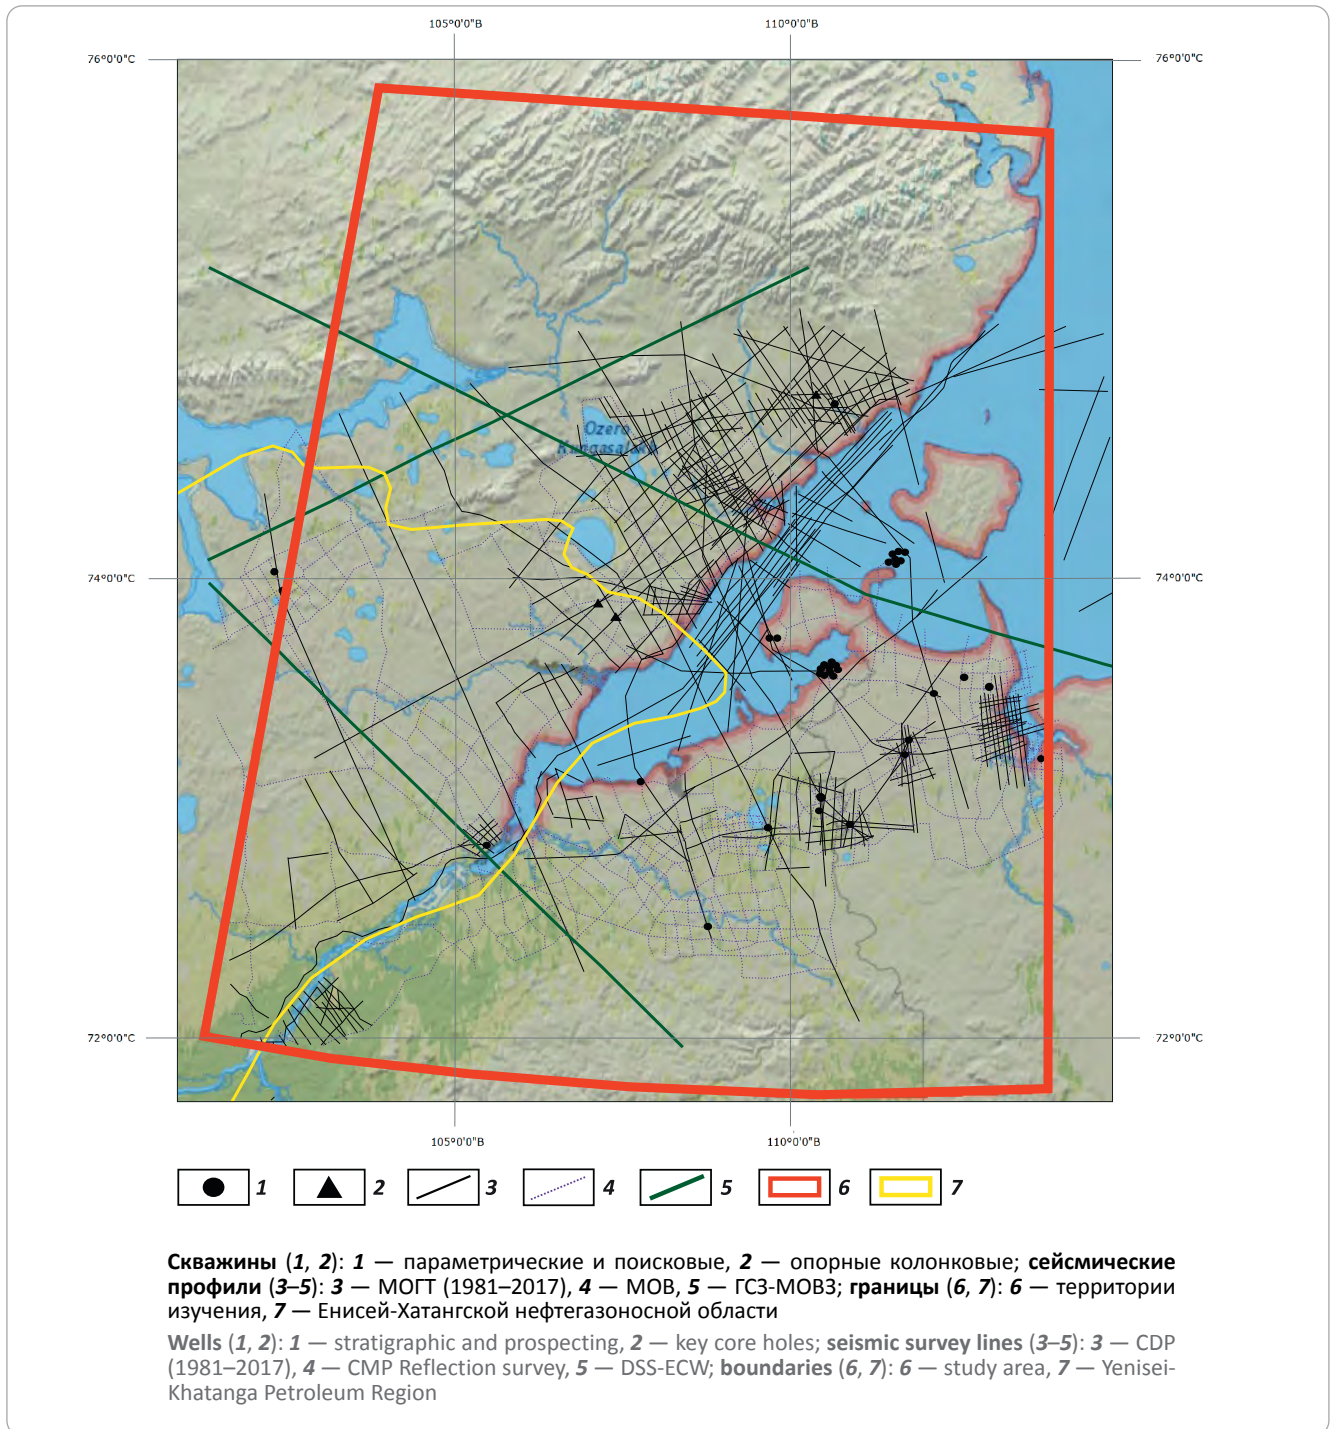 105°0'0"В 110°0'0"В
76°0'0"С 76°0'0"С
Ozero
Kungasalakh
74°0'0"С 74°0'0"С
72°0'0"С 72°0'0"С
105°0'0"В 110°0'0"В
1 2 3 4 5 6 7
Скважины (1, 2): 1 — параметрические и поисковые, 2 — опорные колонковые; сейсмические
профили (3–5): 3 — МОГТ (1981–2017), 4 — МОВ, 5 — ГСЗ-МОВЗ; границы (6, 7): 6 — территории
изучения, 7 — Енисей-Хатангской нефтегазоносной области
Wells (1, 2): 1 — stratigraphic and prospecting, 2 — key core holes; seismic survey lines (3–5): 3 — CDP
(1981–2017), 4 — CMP Reflection survey, 5 — DSS-ECW; boundaries (6, 7): 6 — study area, 7 — Yenisei-
Khatanga Petroleum Region